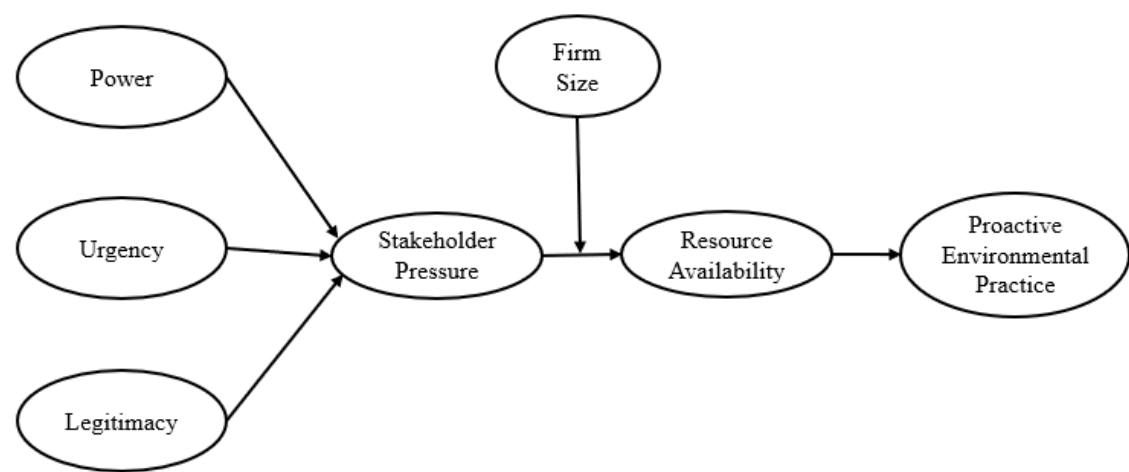 Power
Firm
Size
Urgency
Stakeholder
Pressure
Resource
Availability
Proactive
Environmental
Practice
Legitimacy